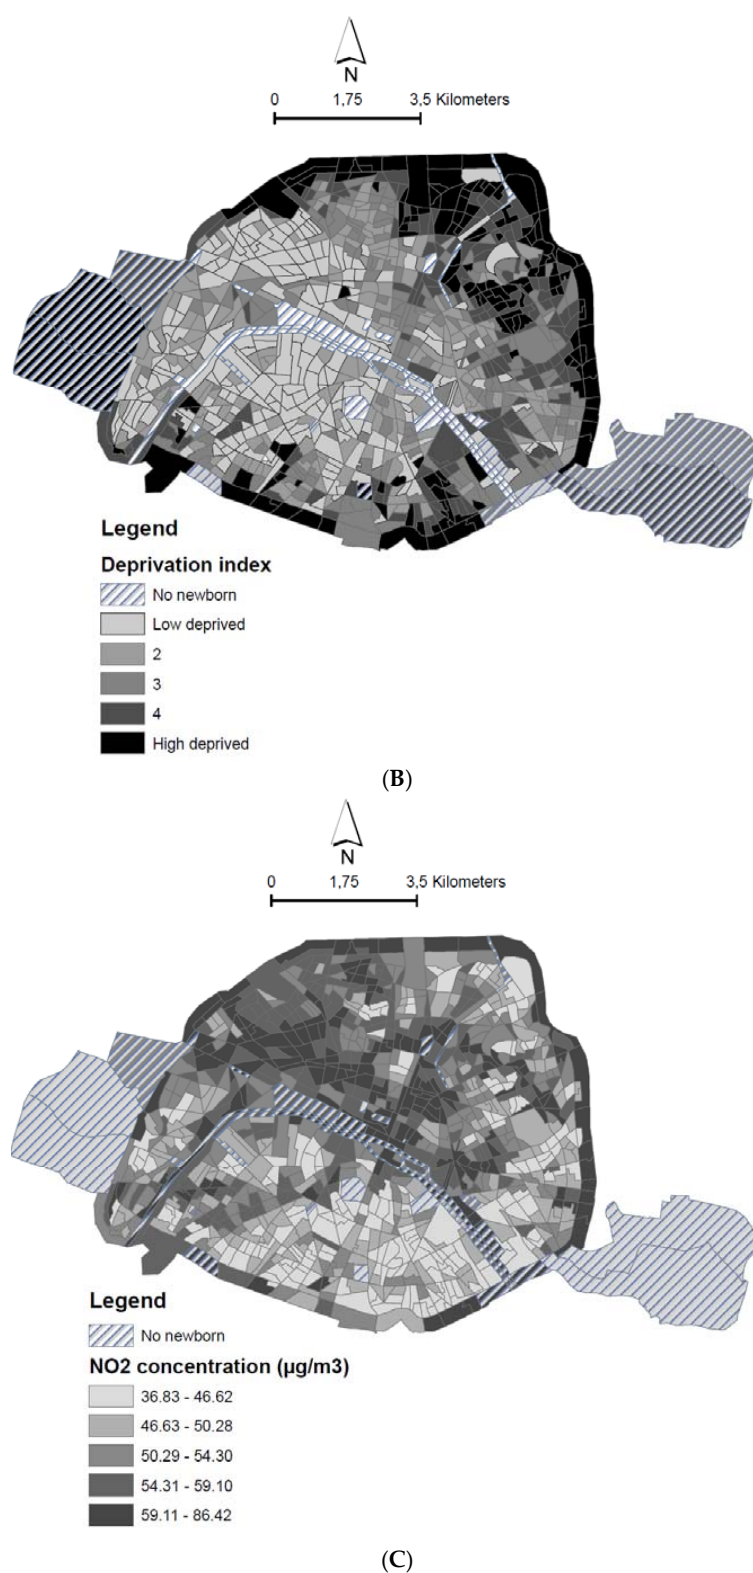 N
0 1,75 3,5 Kilometers
Legend
Deprivation index
No newborn
Low deprived
2
3
4
High deprived
(B)
N
0 1,75 3,5 Kilometers
Legend
No newborn
NO2 concentration (µg/m3)
36.83 - 46.62
46.63 - 50.28
50.29 - 54.30
54.31 - 59.10
59.11 - 86.42
(C)